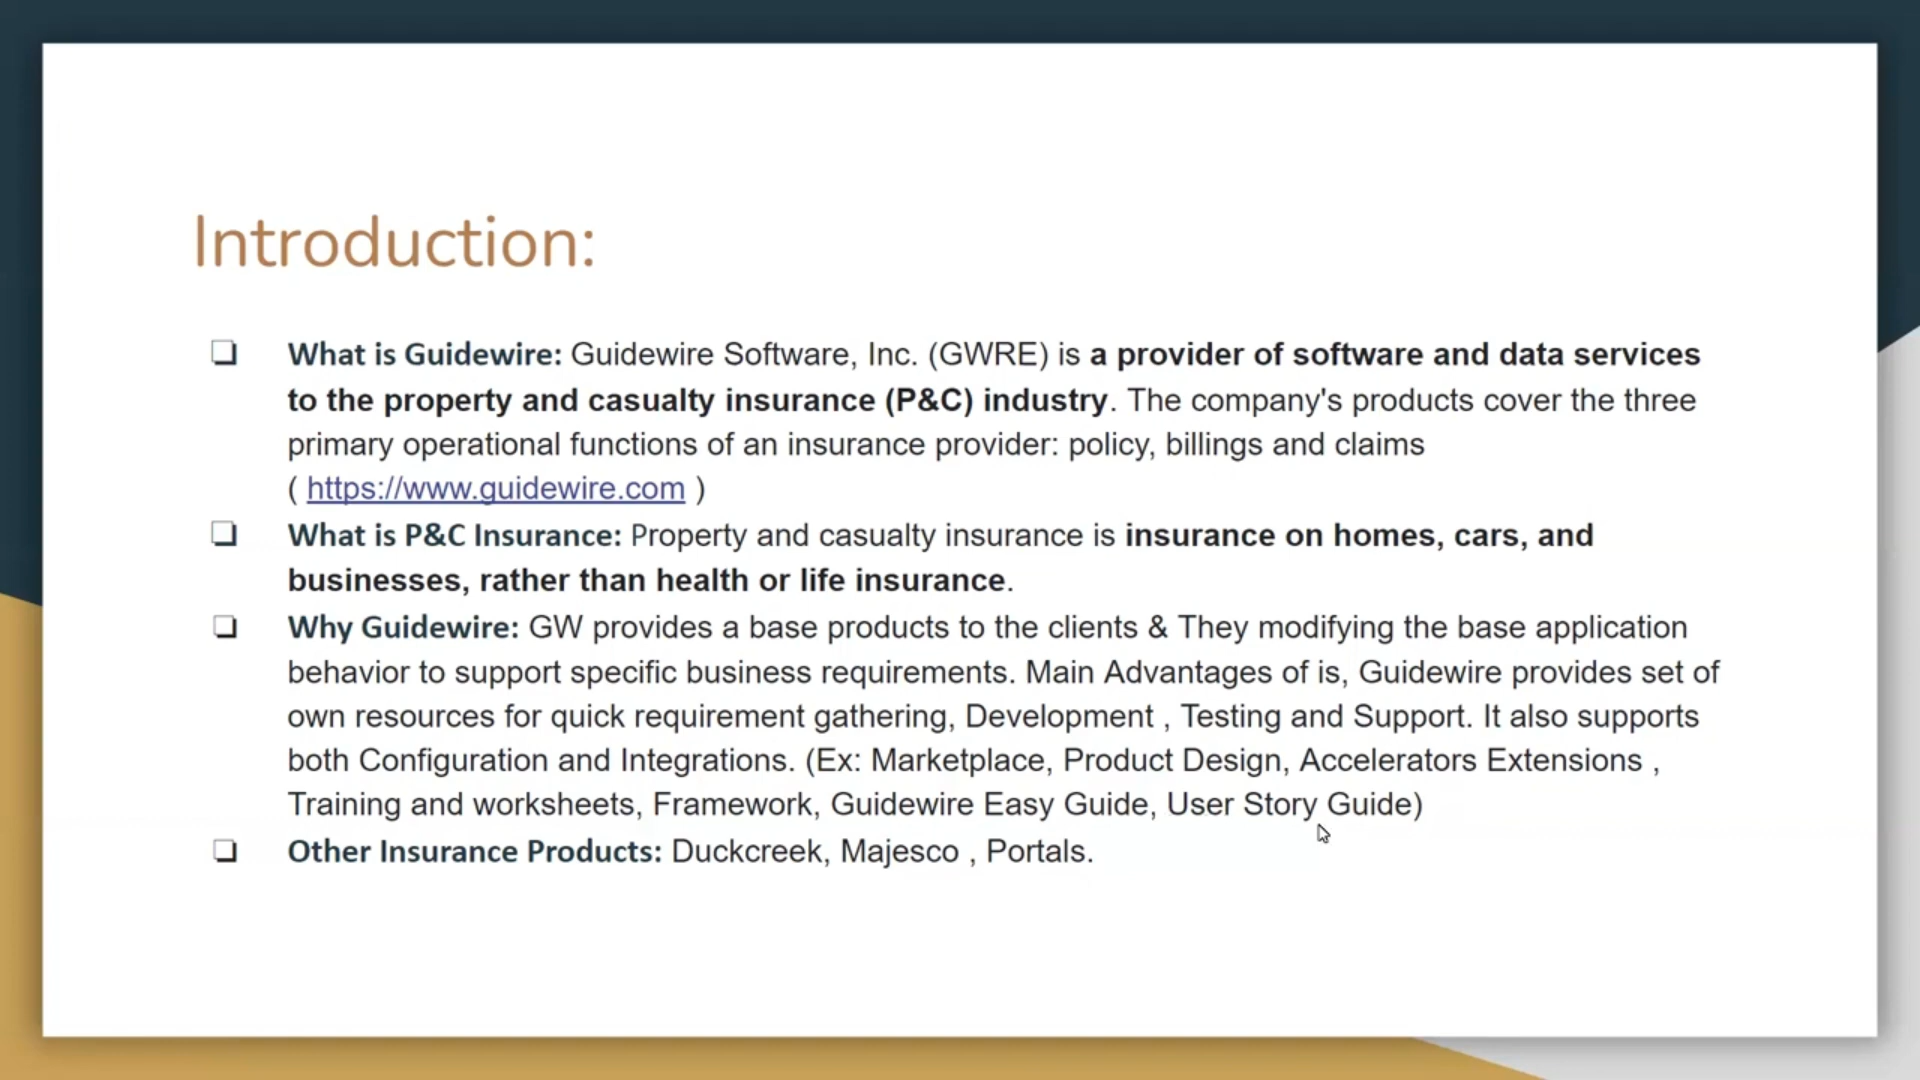 Introduction:
What is Guidewire: Guidewire Software, Inc. (GWRE) is a provider of software and data services
to the property and casualty insurance (P&C) industry. The company's products cover the three
primary operational functions of an insurance provider: policy, billings and claims
( https://www.guidewire.com )
What is P&C Insurance: Property and casualty insurance is insurance on homes, cars, and
businesses, rather than health or life insurance.
Why Guidewire: GW provides a base products to the clients & They modifying the base application
behavior to support specific business requirements. Main Advantages of is, Guidewire provides set of
own resources for quick requirement gathering, Development , Testing and Support. It also supports
both Configuration and Integrations. (Ex: Marketplace, Product Design, Accelerators Extensions ,
Training and worksheets, Framework, Guidewire Easy Guide, User Story Guide)
Other Insurance Products: Duckcreek, Majesco , Portals.